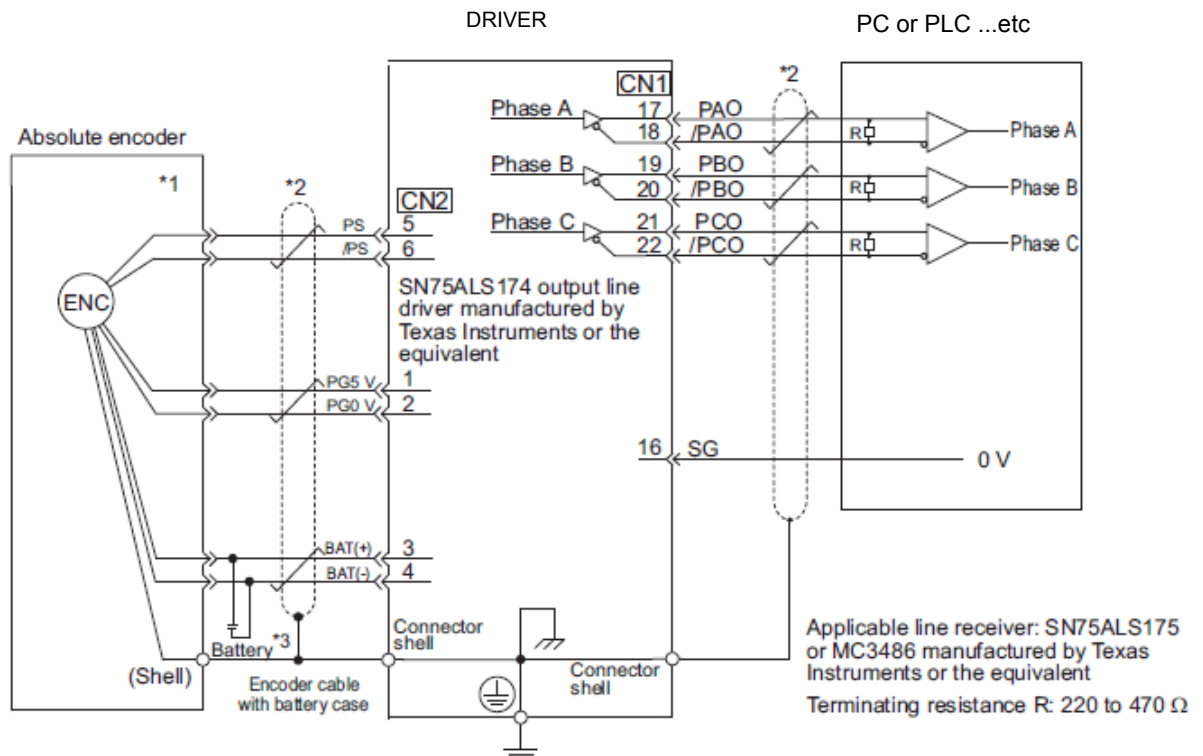 DRIVER
PC or PLC ...etc
Absolute encoder
*1
*2
CN2
PS
5
/PS
6
ENC
SN75ALS174 output line
driver manufactured by
Texas Instruments or the
equivalent
PG5 V
1
PG0 V
2
BAT(+)
3
BAT(-)
4
Battery
*3
(Shell)
Encoder cable
with battery case
Connector
shell
Connector
shell
CN1
*2
Phase A
17
PAO
18
/PAO
R
Phase A
Phase B
19
PBO
20
/PBO
R
Phase B
Phase C
21
PCO
22
/PCO
R
Phase C
16
SG
0 V
Applicable line receiver: SN75ALS175
or MC3486 manufactured by Texas
Instruments or the equivalent
Terminating resistance R: 220 to 470 Ω